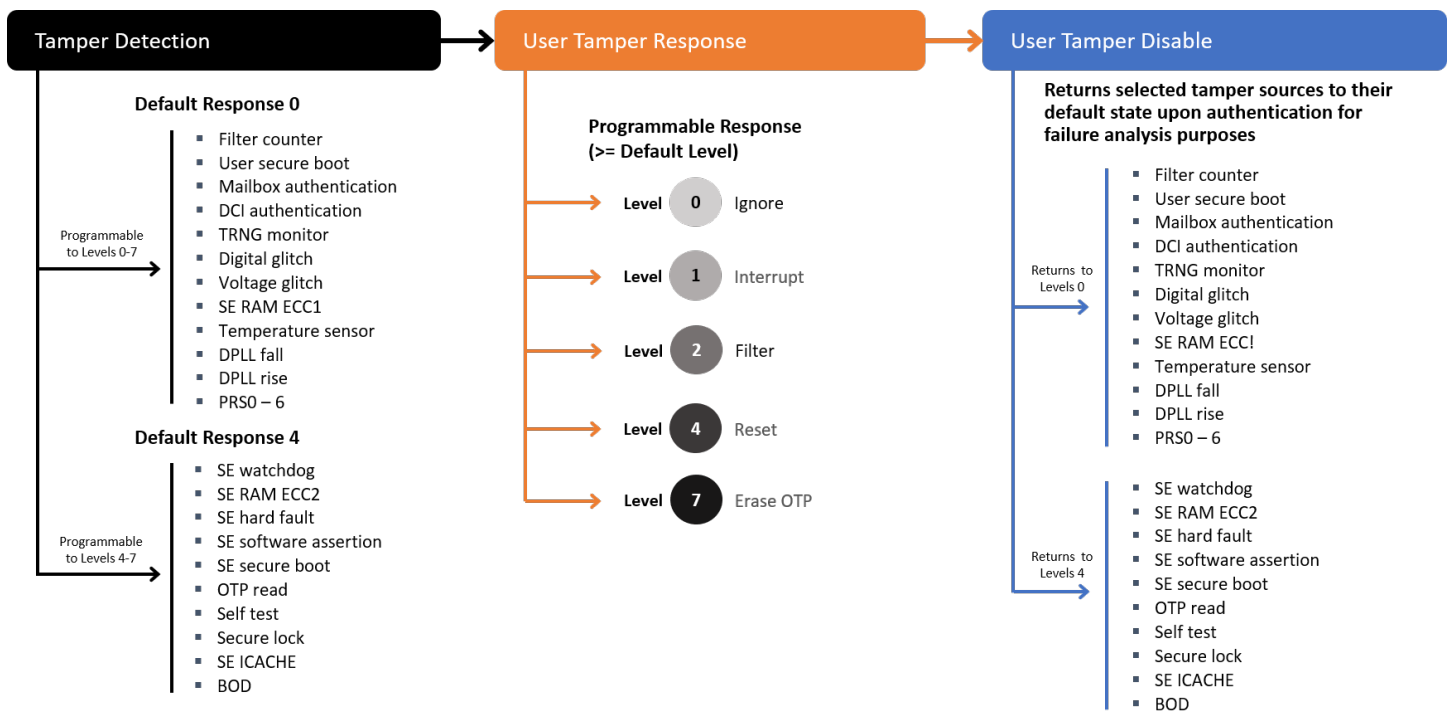 Tamper Detection
Default Response 0
Programmable
to Levels 0-7
▪ Filter counter
▪ User secure boot
▪ Mailbox authentication
▪ DCI authentication
▪ TRNG monitor
▪ Digital glitch
▪ Voltage glitch
▪ SE RAM ECC1
▪ Temperature sensor
▪ DPLL fall
▪ DPLL rise
▪ PRS0 – 6
Default Response 4
Programmable
to Levels 4-7
▪ SE watchdog
▪ SE RAM ECC2
▪ SE hard fault
▪ SE software assertion
▪ SE secure boot
▪ OTP read
▪ Self test
▪ Secure lock
▪ SE ICACHE
▪ BOD
User Tamper Response
Programmable Response
(>= Default Level)
Level 0 Ignore
Level 1 Interrupt
Level 2 Filter
Level 4 Reset
Level 7 Erase OTP
User Tamper Disable
Returns selected tamper sources to their
default state upon authentication for
failure analysis purposes
Returns to
Levels 0
▪ Filter counter
▪ User secure boot
▪ Mailbox authentication
▪ DCI authentication
▪ TRNG monitor
▪ Digital glitch
▪ Voltage glitch
▪ SE RAM ECC!
▪ Temperature sensor
▪ DPLL fall
▪ DPLL rise
▪ PRS0 – 6
Returns to
Levels 4
▪ SE watchdog
▪ SE RAM ECC2
▪ SE hard fault
▪ SE software assertion
▪ SE secure boot
▪ OTP read
▪ Self test
▪ Secure lock
▪ SE ICACHE
▪ BOD